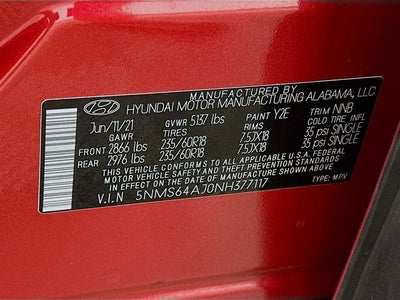 MANUFACTURED BY
HYUNDAI MOTOR MANUFACTURING ALABAMA, LLC
Jun/11/21 GVWR 5137 lbs PAINT Y2E TRIM NNB
GAWR TIRES RIMS COLD TIRE INFL
FRONT 2866 lbs 235/60R18 7.5JX18 35 psi SINGLE
REAR 2976 lbs 235/60R18 7.5JX18 35 psi SINGLE
THIS VEHICLE CONFORMS TO ALL APPLICABLE U.S.A. FEDERAL
MOTOR VEHICLE SAFETY AND THEFT PREVENTION STANDARDS
IN EFFECT ON THE DATE OF MANUFACTURE SHOWN ABOVE.
V.I.N 5NMS64AJ0NH377117 TYPE: MPV